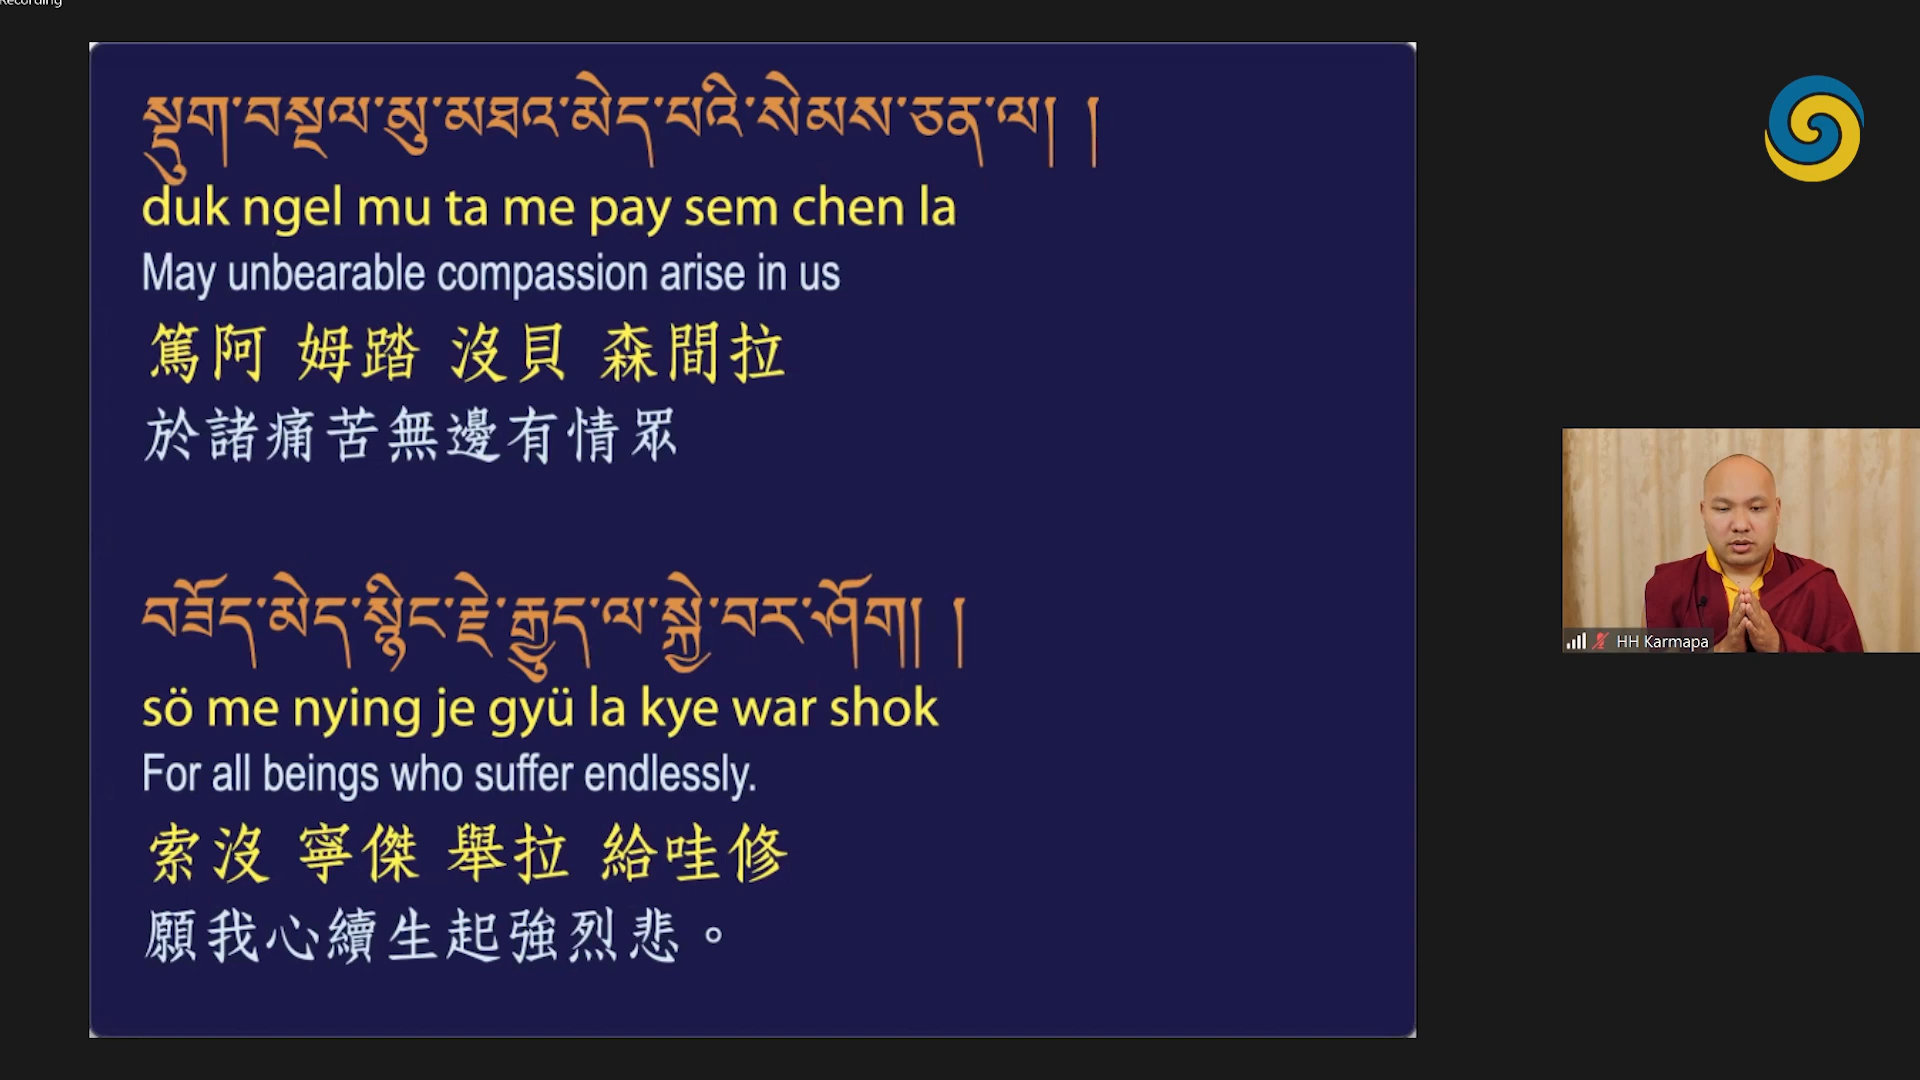 Recording
སྡུག་བསྔལ་མུ་མཐའ་མེད་པའི་སེམས་ཅན་ལ། །
duk ngel mu ta me pay sem chen la
May unbearable compassion arise in us
篤阿 姆踏 沒貝 森間拉
於諸痛苦無邊有情眾
བཟོད་མེད་སྙིང་རྗེ་རྒྱུད་ལ་སྐྱེ་བར་ཤོག། །
sö me nying je gyü la kye war shok
For all beings who suffer endlessly.
索沒 寧傑 舉拉 給哇修
願我心續生起強烈悲。
HH Karmapa